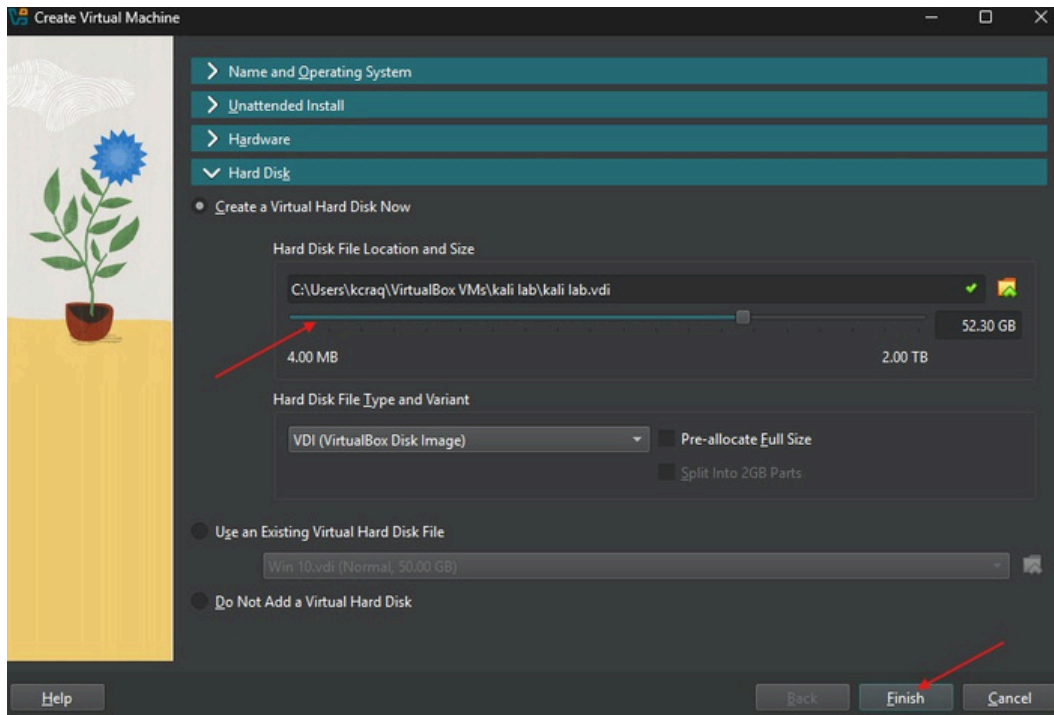 Create Virtual Machine
Name and Operating System
Unattended Install
Hardware
Hard Disk
Create a Virtual Hard Disk Now
Hard Disk File Location and Size
C:\Users\kcraq\VirtualBox VMs\kali lab\kali lab.vdi
52.30 GB
4.00 MB 2.00 TB
Hard Disk File Type and Variant
VDI (VirtualBox Disk Image) Pre-allocate Full Size
Split Into 2GB Parts
Use an Existing Virtual Hard Disk File
Win 10.vdi (Normal, 50.00 GB)
Do Not Add a Virtual Hard Disk
Help Back Finish Cancel